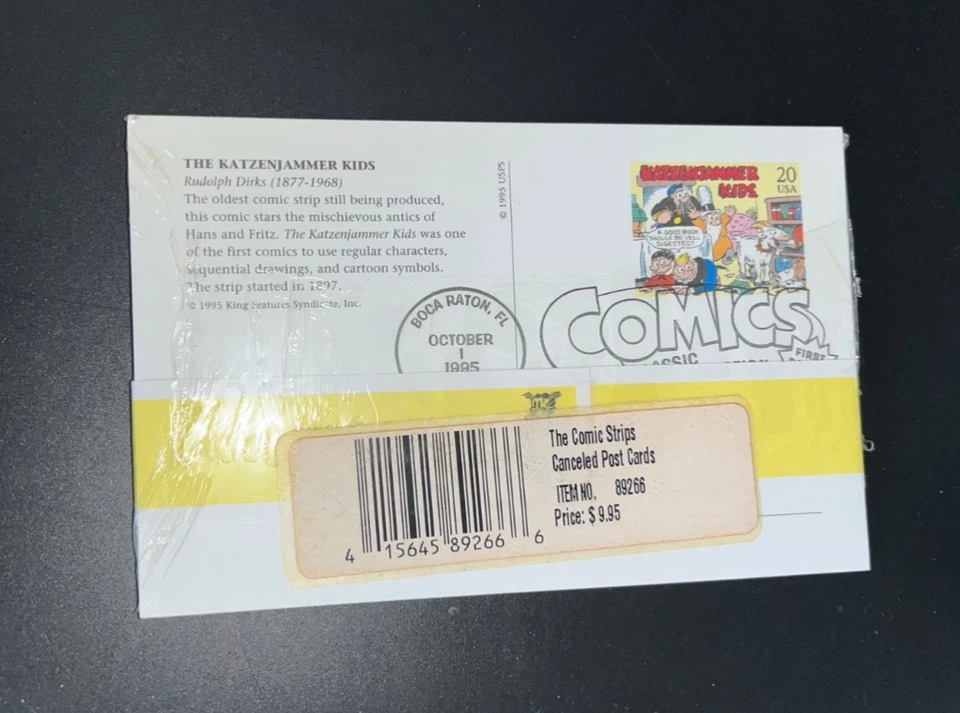 THE KATZENJAMMER KIDS
Rudolph Dirks (1877-1968)
The oldest comic strip still being produced,
this comic stars the mischievous antics of
Hans and Fritz. The Katzenjammer Kids was one
of the first comics to use regular characters,
sequential drawings, and cartoon symbols.
The strip started in 1897.
© 1995 King Features Syndicate, Inc.
© 1995 USPS
KATZENJAMMER
KIDS
20
USA
A GOOD BOOK
SHOULD BE VELL
DIGESTED!
BOCA RATON, FL
OCTOBER
1
1995
COMICS
FIRST
The Comic Strips
Canceled Post Cards
ITEM NO. 89266
Price: $ 9.95
4 15645 89266 6